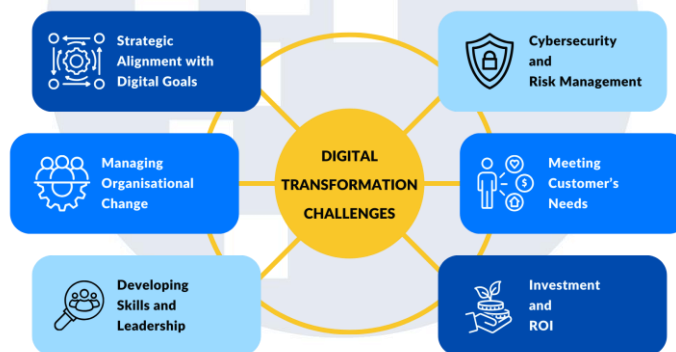 Strategic
Alignment with
Digital Goals
Cybersecurity
and
Risk Management
Managing
Organisational
Change
DIGITAL
TRANSFORMATION
CHALLENGES
Meeting
Customer's
Needs
Developing
Skills and
Leadership
Investment
and
ROI